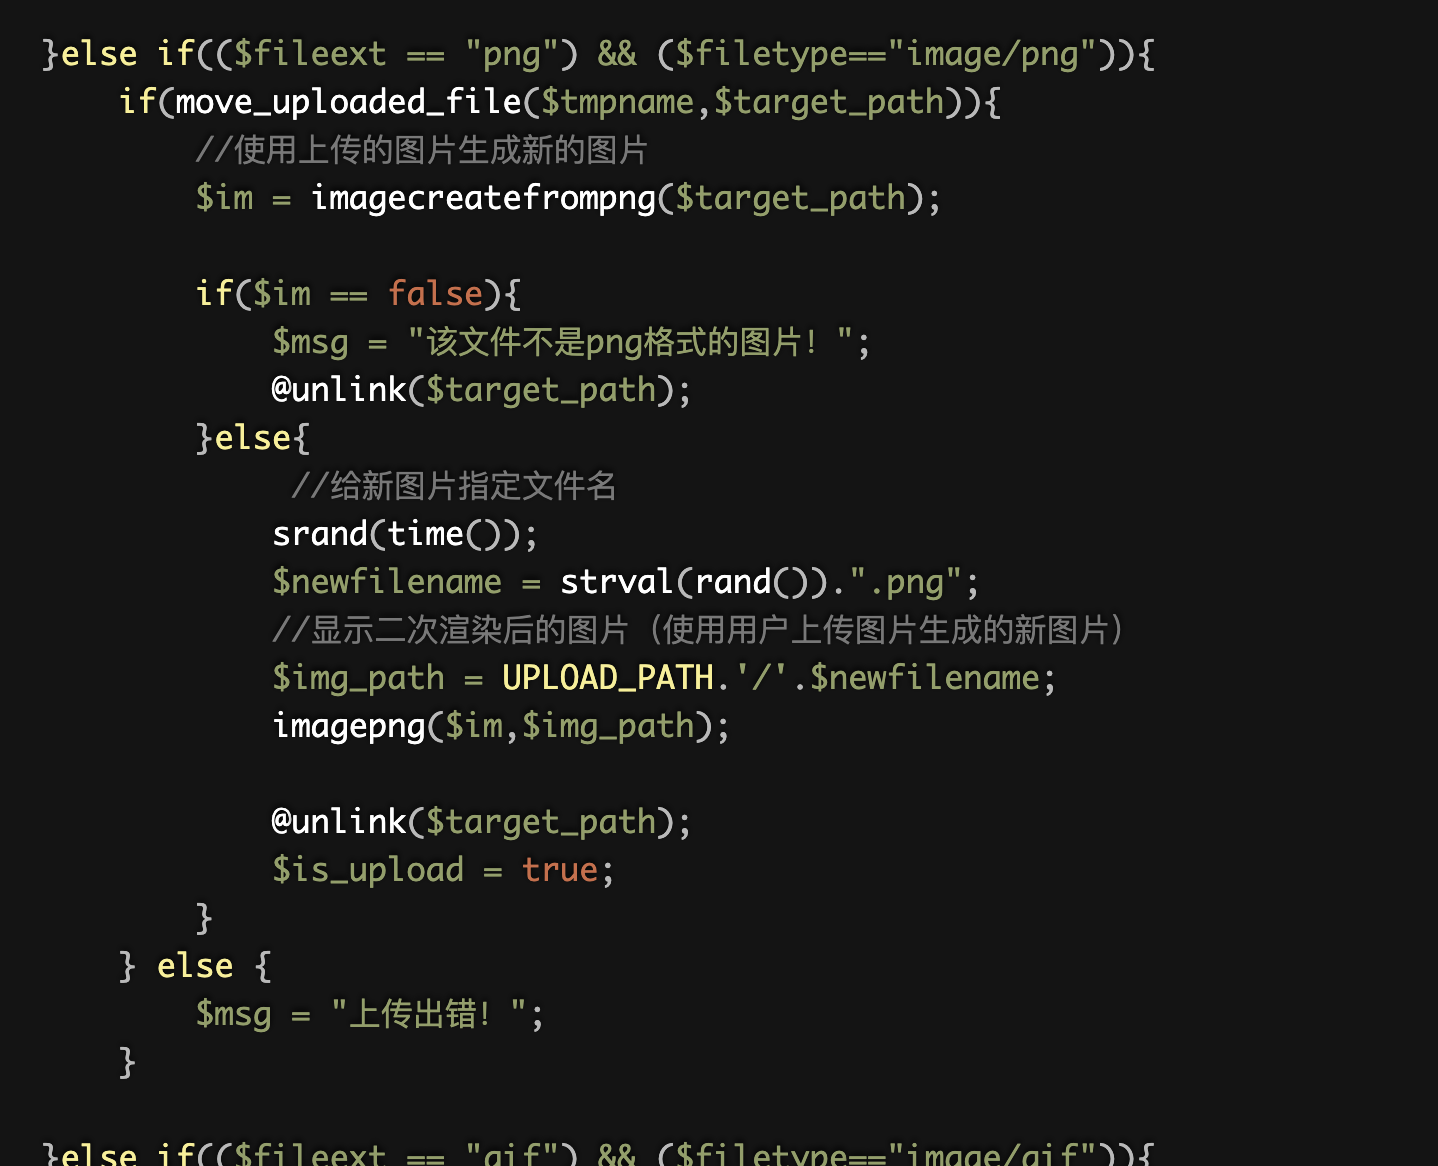 }else if(($fileext == "png") && ($filetype=="image/png")){
if(move_uploaded_file($tmpname,$target_path)){
//使用上传的图片生成新的图片
$im = imagecreatefrompng($target_path);
if($im == false){
$msg = "该文件不是png格式的图片！";
@unlink($target_path);
}else{
//给新图片指定文件名
srand(time());
$newfilename = strval(rand()).".png";
//显示二次渲染后的图片（使用用户上传图片生成的新图片）
$img_path = UPLOAD_PATH.'/'.$newfilename;
imagepng($im,$img_path);
@unlink($target_path);
$is_upload = true;
}
} else {
$msg = "上传出错！";
}
}else if(($fileext == "gif") && ($filetype=="image/gif")){